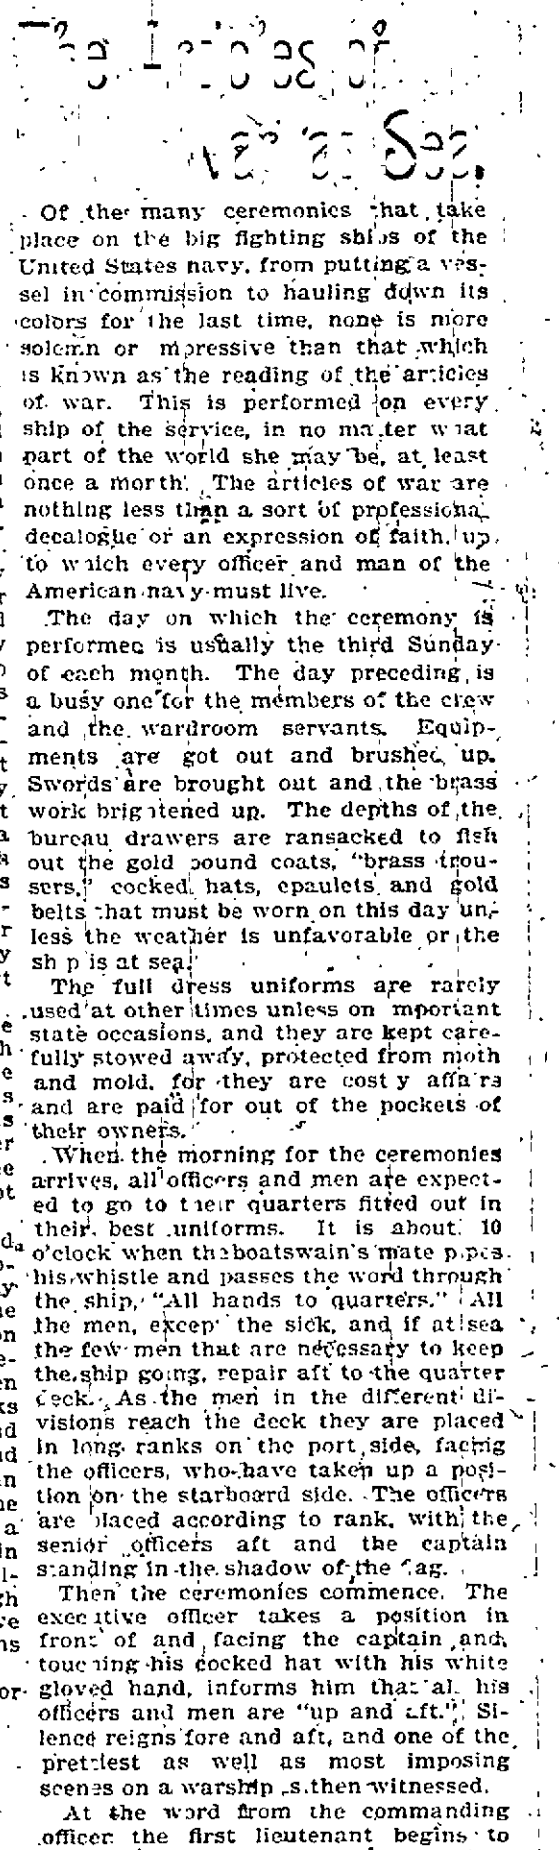 The Articles of
War at Sea.
Of the many ceremonies that take
place on the big fighting ships of the
United States navy, from putting a ves-
sel in commission to hauling down its
colors for the last time, none is more
solemn or mpressive than that which
is known as the reading of the articles
of war. This is performed on every
ship of the service, in no matter what
part of the world she may be, at least
once a month. The articles of war are
nothing less than a sort of professional
decalogue or an expression of faith up
to which every officer and man of the
American navy must live.
The day on which the ceremony is
performed is usually the third Sunday
of each month. The day preceding is
a busy one for the members of the crew
and the wardroom servants. Equip-
ments are got out and brushed up.
Swords are brought out and the brass
work brightened up. The depths of the
bureau drawers are ransacked to fish
out the gold bound coats, "brass trou-
sers," cocked hats, epaulets and gold
belts that must be worn on this day un-
less the weather is unfavorable or the
ship is at sea.
The full dress uniforms are rarely
used at other times unless on mportant
state occasions, and they are kept care-
fully stowed away, protected from moth
and mold, for they are costly affairs
and are paid for out of the pockets of
their owners.
When the morning for the ceremonies
arrives, all officers and men are expect-
ed to go to their quarters fitted out in
their best uniforms. It is about 10
o'clock when the boatswain's mate pipes
his whistle and passes the word through
the ship, "All hands to quarters." All
the men, except the sick, and if at sea
the few men that are necessary to keep
the ship going, repair aft to the quarter
deck. As the men in the different di-
visions reach the deck they are placed
in long ranks on the port side, facing
the officers, who have taken up a posi-
tion on the starboard side. The officers
are placed according to rank, with the
senior officers aft and the captain
standing in the shadow of the flag.
Then the ceremonies commence. The
executive officer takes a position in
front of and facing the captain and,
touching his cocked hat with his white
gloved hand, informs him that all his
officers and men are "up and aft." Si-
lence reigns fore and aft, and one of the
prettiest as well as most imposing
scenes on a warship is then witnessed.
At the word from the commanding
officer the first lieutenant begins to